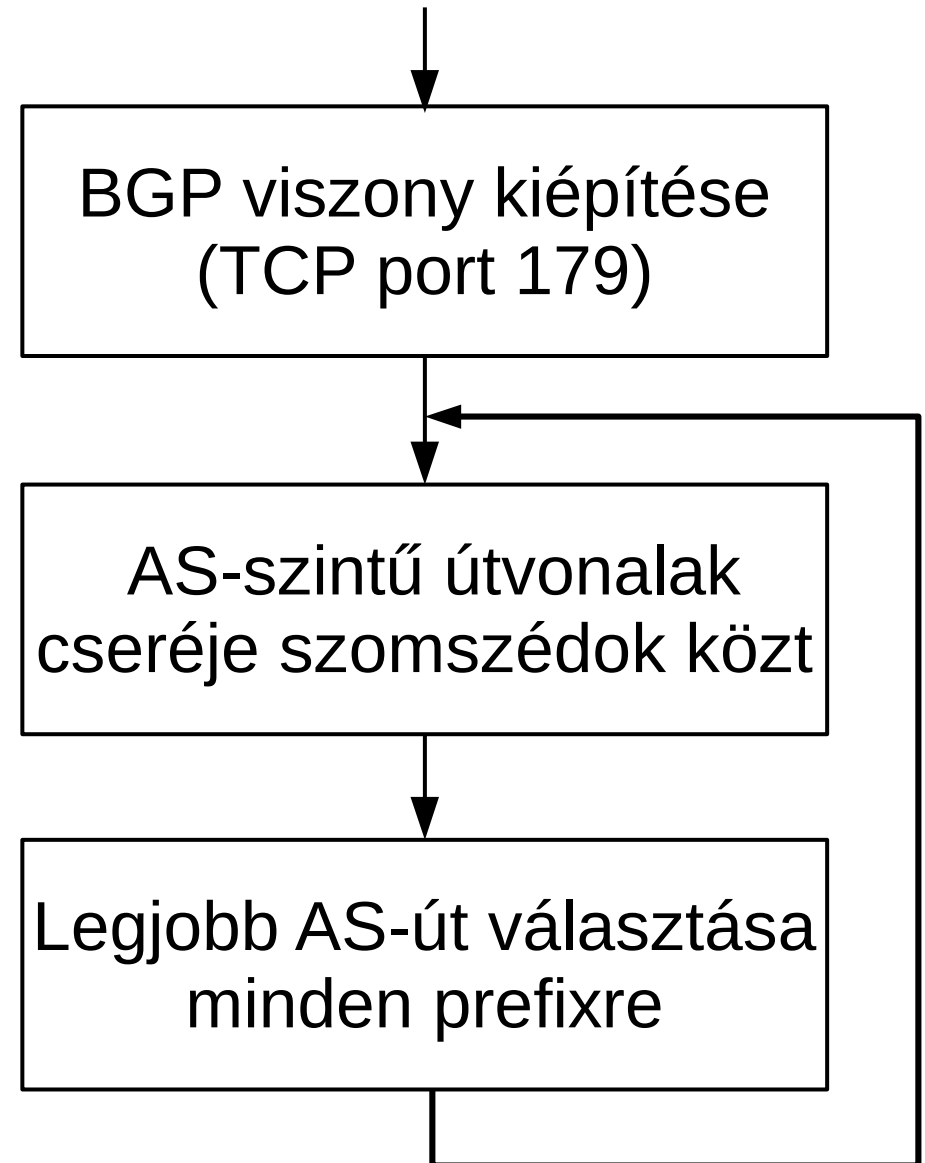 BGP viszony kiépítése
(TCP port 179)
AS-szintű útvonalak
cseréje szomszédok közt
Legjobb AS-út választása
minden prefixre